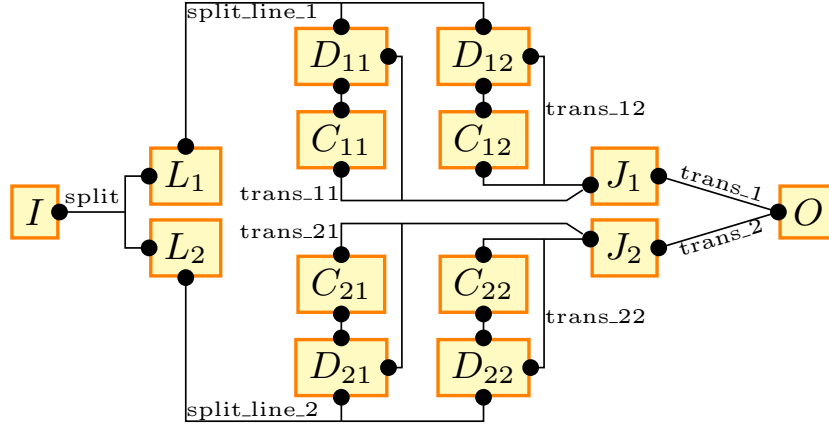 split_line_1
D11
D12
trans_12
C11
C12
L1
J1
split
trans_11
trans_1
I
O
trans_21
trans_2
L2
J2
C21
C22
trans_22
D21
D22
split_line_2